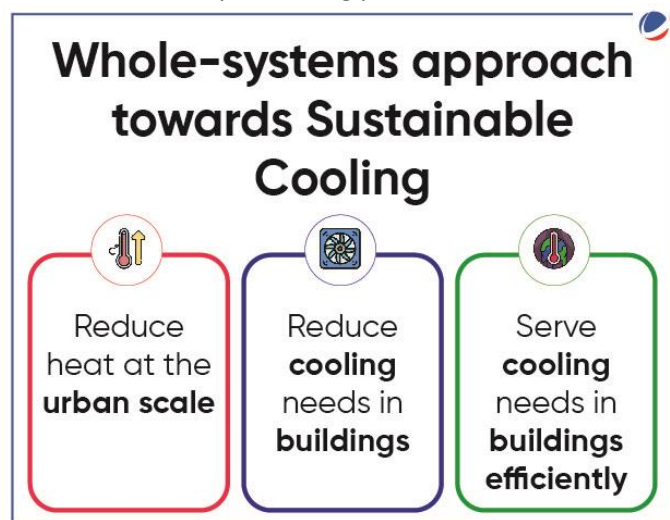 Whole-systems approach
towards Sustainable
Cooling
Reduce
heat at the
urban scale
Reduce
cooling
needs in
buildings
Serve
cooling
needs in
buildings
efficiently